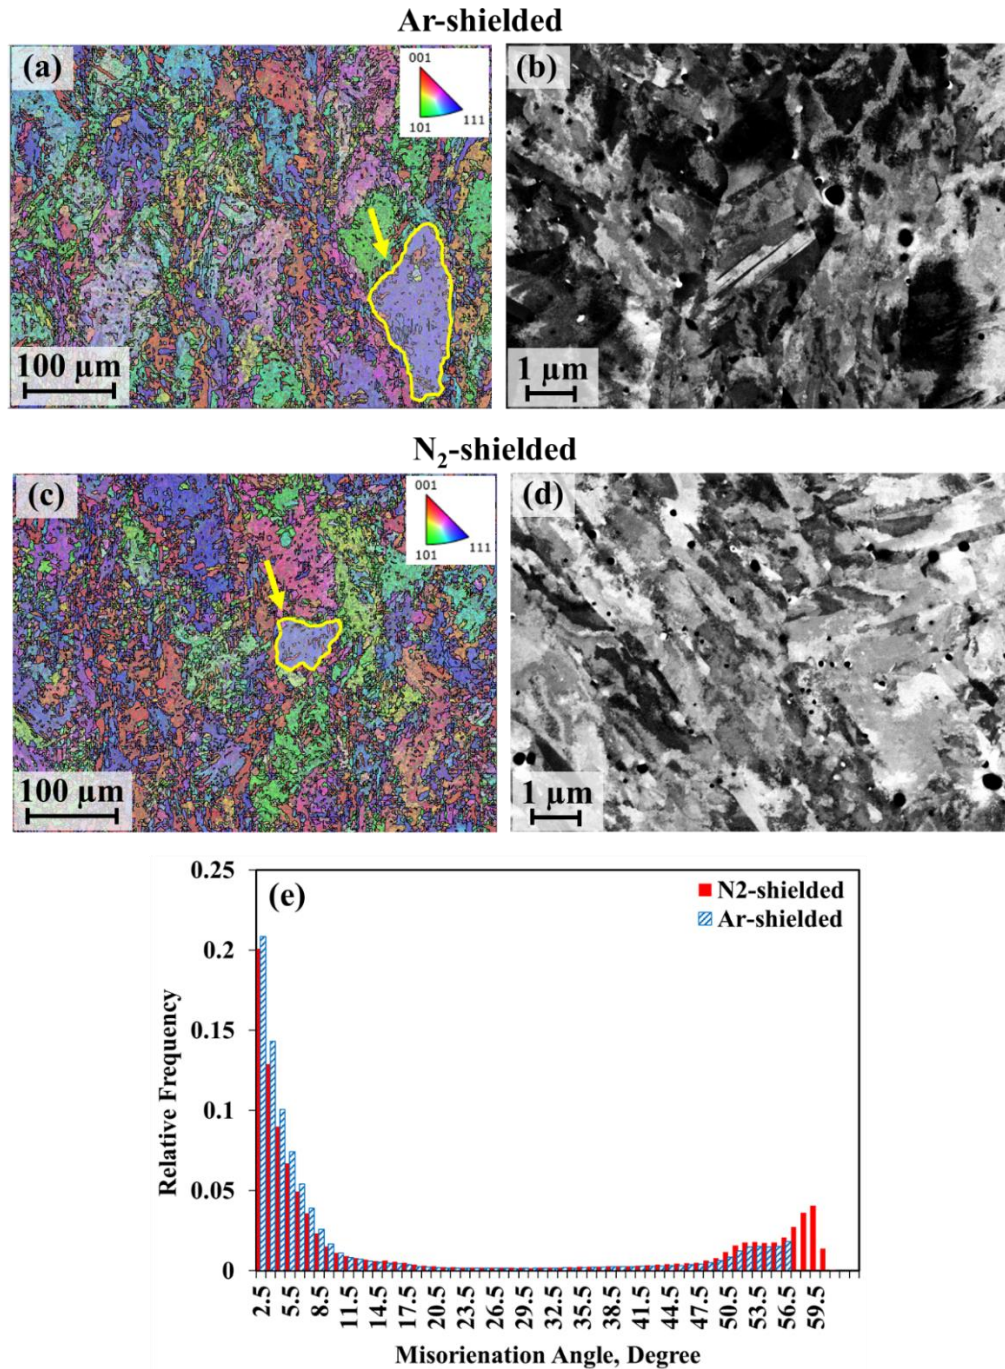 Ar-shielded
(a)
001
101
111
100 µm
(b)
1 µm
N₂-shielded
(c)
001
101
111
100 µm
(d)
1 µm
(e)
N2-shielded
Ar-shielded
Relative Frequency
0.25
0.2
0.15
0.1
0.05
0
2.5
5.5
8.5
11.5
14.5
17.5
20.5
23.5
26.5
29.5
32.5
35.5
38.5
41.5
44.5
47.5
50.5
53.5
56.5
59.5
Misorienation Angle, Degree